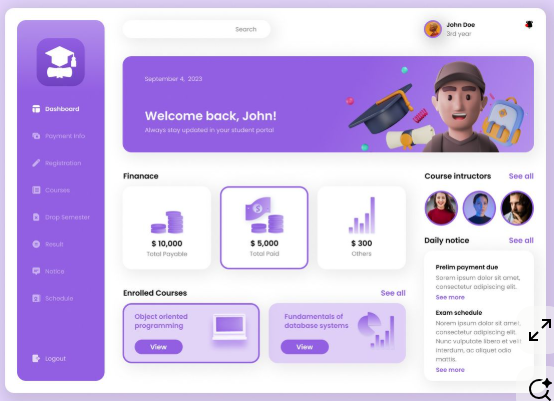 Search
John Doe
3rd year
Dashboard
Payment Info
Registration
Courses
Drop Semester
Result
Notice
Schedule
Logout
September 4, 2023
Welcome back, John!
Always stay updated in your student portal
Finanace
$ 10,000
Total Payable
$ 5,000
Total Paid
$ 300
Others
Enrolled Courses
See all
Object oriented
programming
View
Fundamentals of
database systems
View
Course intructors
See all
Daily notice
See all
Prelim payment due
Sorem ipsum dolor sit amet,
consectetur adipiscing elit.
See more
Exam schedule
Norem ipsum dolor sit amet,
consectetur adipiscing elit.
Nunc vulputate libero et velit
interdum, ac aliquet odio
mattis.
See more